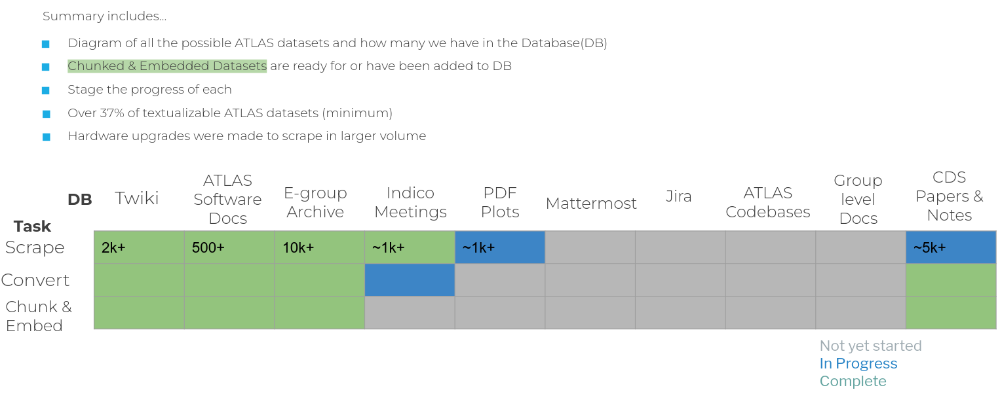 Summary includes...
Diagram of all the possible ATLAS datasets and how many we have in the Database(DB)
Chunked & Embedded Datasets are ready for or have been added to DB
Stage the progress of each
Over 37% of textualizable ATLAS datasets (minimum)
Hardware upgrades were made to scrape in larger volume
DB
Twiki
ATLAS
Software
Docs
E-group
Archive
Indico
Meetings
PDF
Plots
Mattermost
Jira
ATLAS
Codebases
Group
level
Docs
CDS
Papers &
Notes
Task
Scrape
2k+
500+
10k+
~1k+
~1k+
~5k+
Convert
Chunk &
Embed
Not yet started
In Progress
Complete